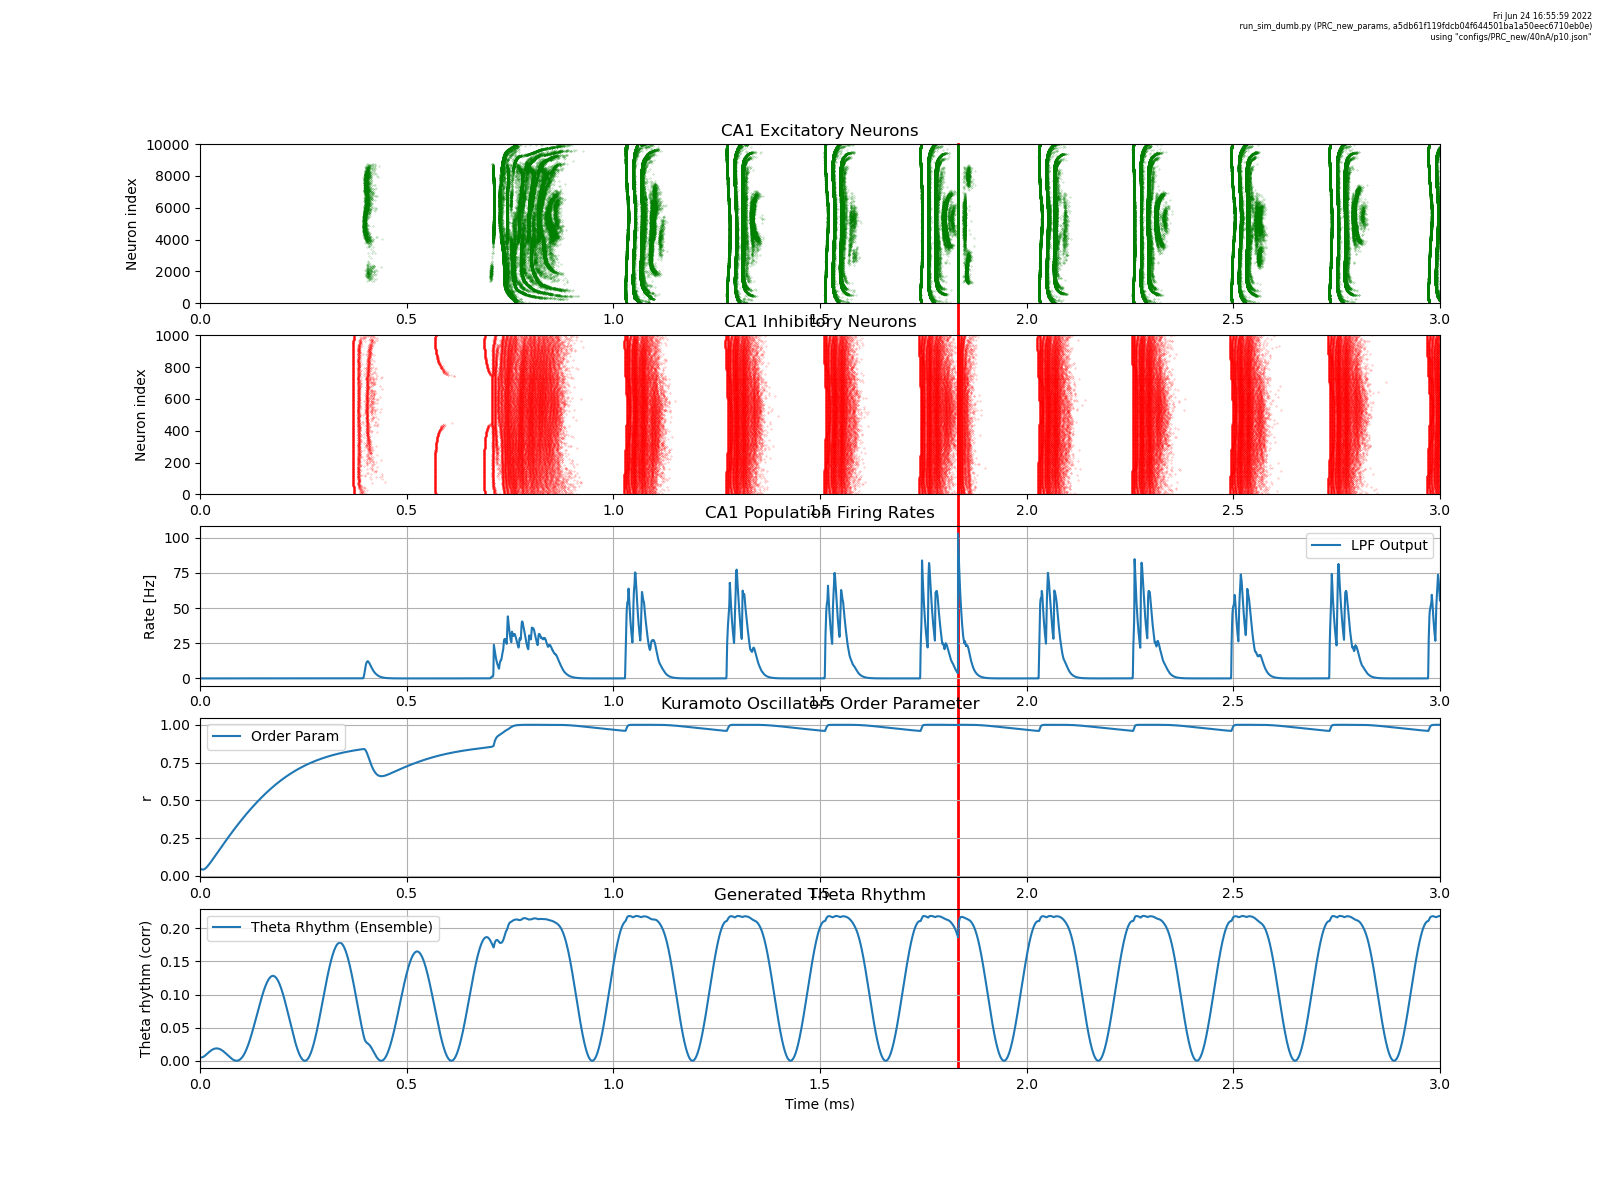 Fri Jun 24 16:55:59 2022
run_sim_dumb.py (PRC_new_params, a5db61f119fdcb04f644501ba1a50eec6710eb0e)
using "configs/PRC_new/40nA/p10.json"
CA1 Excitatory Neurons
Neuron index
10000
8000
6000
4000
2000
0
0.0 0.5 1.0 1.5 2.0 2.5 3.0
CA1 Inhibitory Neurons
Neuron index
1000
800
600
400
200
0
0.0 0.5 1.0 1.5 2.0 2.5 3.0
CA1 Population Firing Rates
Rate [Hz]
100
75
50
25
0
LPF Output
0.0 0.5 1.0 1.5 2.0 2.5 3.0
Kuramoto Oscillators Order Parameter
r
1.00
0.75
0.50
0.25
0.00
Order Param
0.0 0.5 1.0 1.5 2.0 2.5 3.0
Generated Theta Rhythm
Theta rhythm (corr)
0.20
0.15
0.10
0.05
0.00
Theta Rhythm (Ensemble)
0.0 0.5 1.0 1.5 2.0 2.5 3.0
Time (ms)